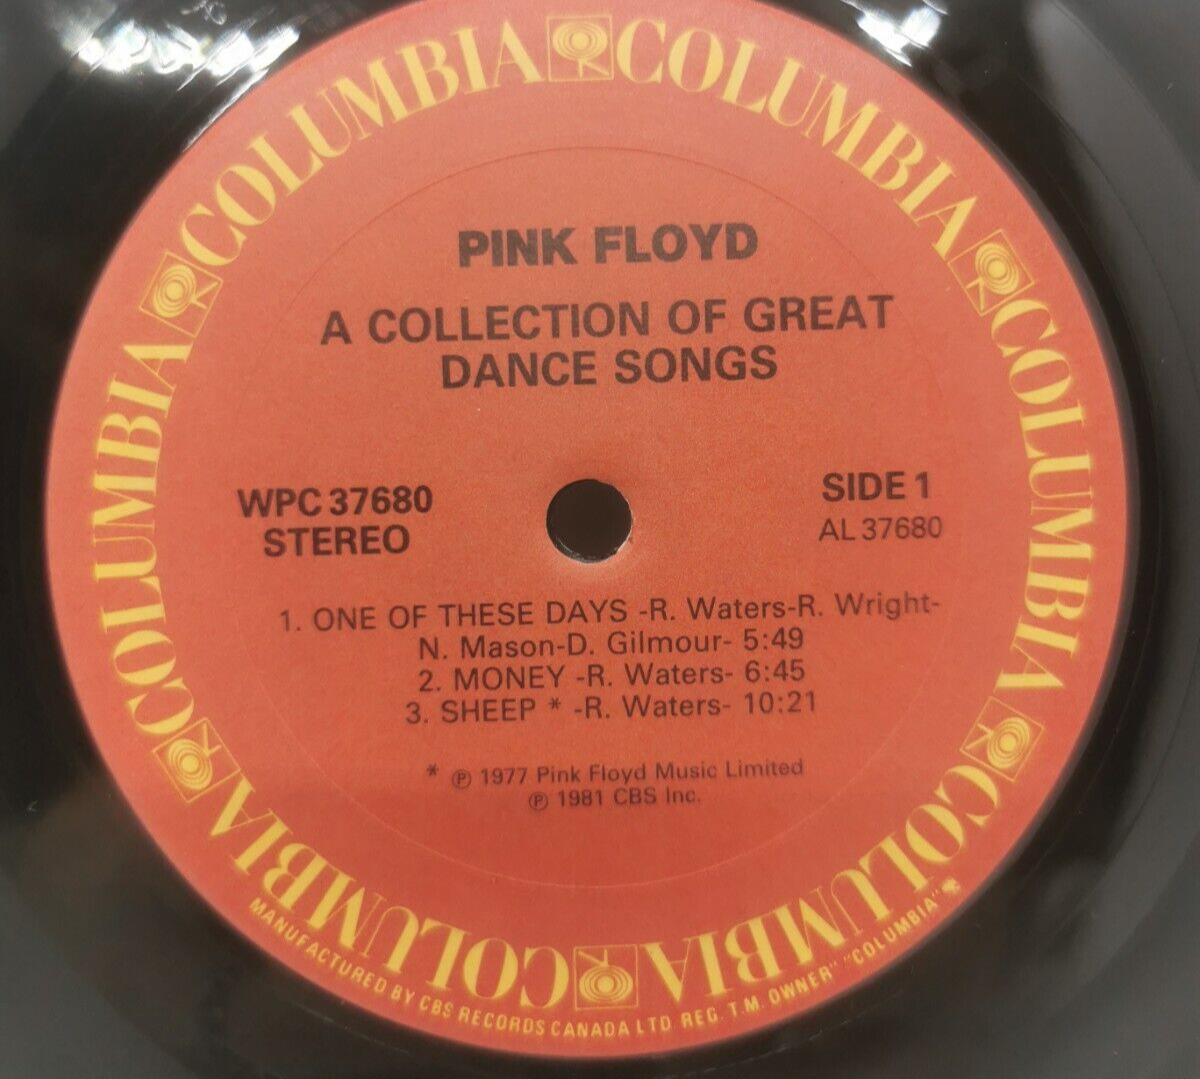 COLUMBIA COLUMBIA COLUMBIA COLUMBIA COLUMBIA COLUMBIA COLUMBIA COLUMBIA
PINK FLOYD
A COLLECTION OF GREAT
DANCE SONGS
WPC 37680
STEREO
SIDE 1
AL 37680
1. ONE OF THESE DAYS -R. Waters-R. Wright-
N. Mason-D. Gilmour- 5:49
2. MONEY -R. Waters- 6:45
3. SHEEP * -R. Waters- 10:21
* ℗ 1977 Pink Floyd Music Limited
℗ 1981 CBS Inc.
MANUFACTURED BY CBS RECORDS CANADA LTD. REG. T.M. OWNER" "COLUMBIA"